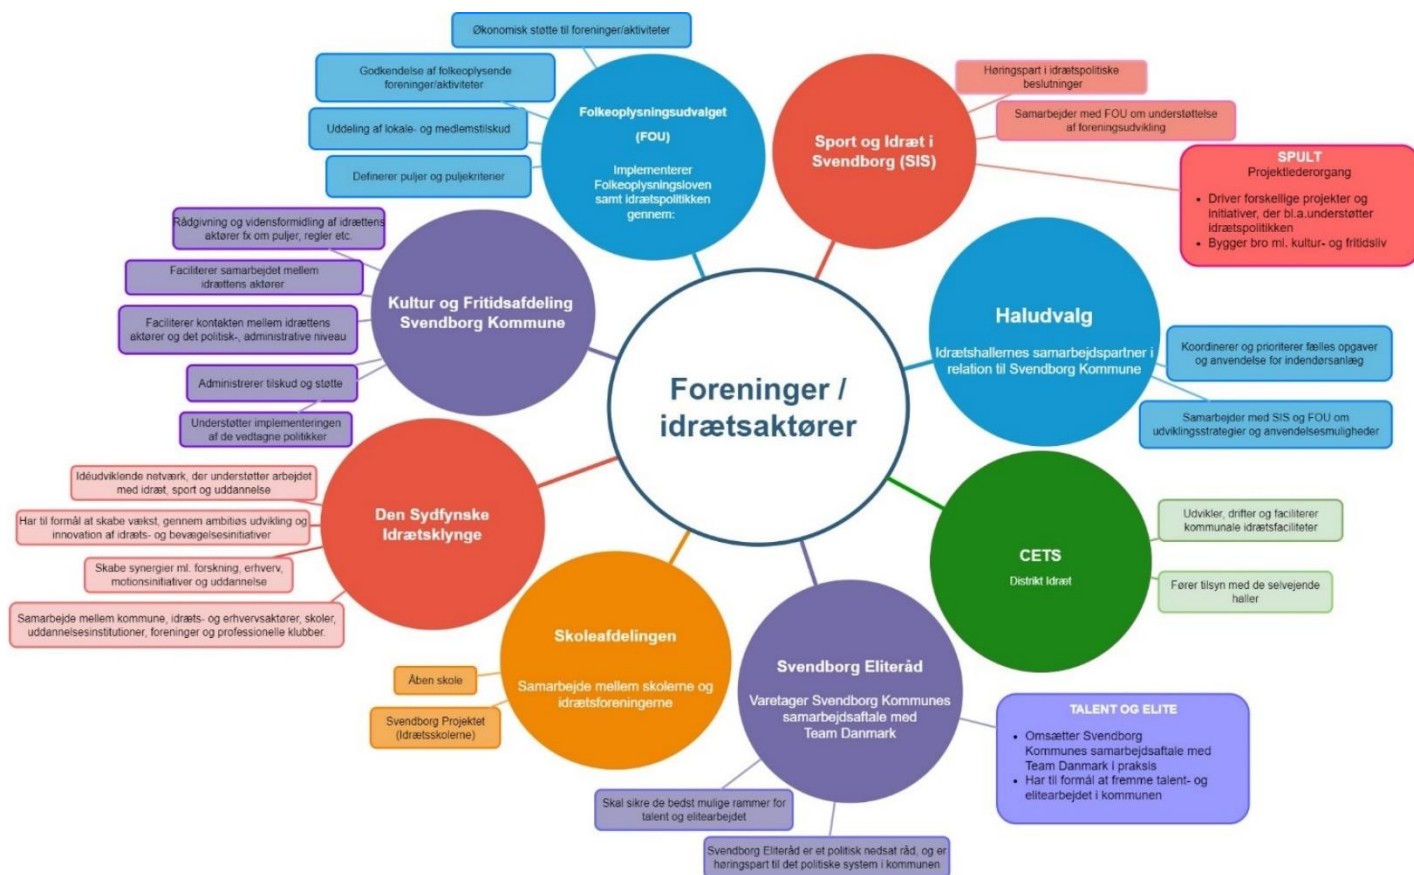 Økonomisk støtte til foreninger/aktiviteter
Godkendelse af folkeoplysende
foreninger/aktiviteter
Uddeling af lokale- og medlemstilskud
Definerer puljer og puljekriterier
Folkeoplysningsudvalget
(FOU)
Implementerer
Folkeoplysningsloven
samt idrætspolitikken
gennem:
Sport og Idræt i
Svendborg (SIS)
Høringspart i idrætspolitiske
beslutninger
Samarbejder med FOU om understøttelse
af foreningsudvikling
SPULT
Projektlederorgang
• Driver forskellige projekter og
initiativer, der bl.a.understøtter
idrætspolitikken
• Bygger bro ml. kultur- og fritidsliv
Rådgivning og vidensformidling af idrættens
aktører fx om puljer, regler etc.
Faciliterer samarbejdet mellem
idrættens aktører
Faciliterer kontakten mellem idrættens
aktører og det politisk-, administrative niveau
Administrerer tilskud og støtte
Understøtter implementeringen
af de vedtagne politikker
Kultur og Fritidsafdeling
Svendborg Kommune
Haludvalg
Idrætshallernes samarbejdspartner i
relation til Svendborg Kommune
Koordinerer og prioriterer fælles opgaver
og anvendelse for indendørsanlæg
Samarbejder med SIS og FOU om
udviklingsstrategier og anvendelsesmuligheder
Foreninger /
idrætsaktører
Idéudviklende netværk, der understøtter arbejdet
med idræt, sport og uddannelse
Har til formål at skabe vækst, gennem ambitiøs udvikling og
innovation af idræts- og bevægelsesinitiativer
Skabe synergier ml. forskning, erhverv,
motionsinitiativer og uddannelse
Samarbejde mellem kommune, idræts- og erhvervsaktører, skoler,
uddannelsesinstitutioner, foreninger og professionelle klubber.
Den Sydfynske
Idrætsklynge
CETS
Distrikt Idræt
Udvikler, drifter og faciliterer
kommunale idrætsfaciliteter
Fører tilsyn med de selvejende
haller
Skoleafdelingen
Samarbejde mellem skolerne og
idrætsforeningerne
Åben skole
Svendborg Projektet
(Idrætsskolerne)
Svendborg Eliteråd
Varetager Svendborg Kommunes
samarbejdsaftale med
Team Danmark
TALENT OG ELITE
• Omsætter Svendborg
Kommunes samarbejdsaftale med
Team Danmark i praksis
• Har til formål at fremme talent- og
elitearbejdet i kommunen
Skal sikre de bedst mulige rammer for
talent og elitearbejdet
Svendborg Eliteråd er et politisk nedsat råd, og er
høringspart til det politiske system i kommunen